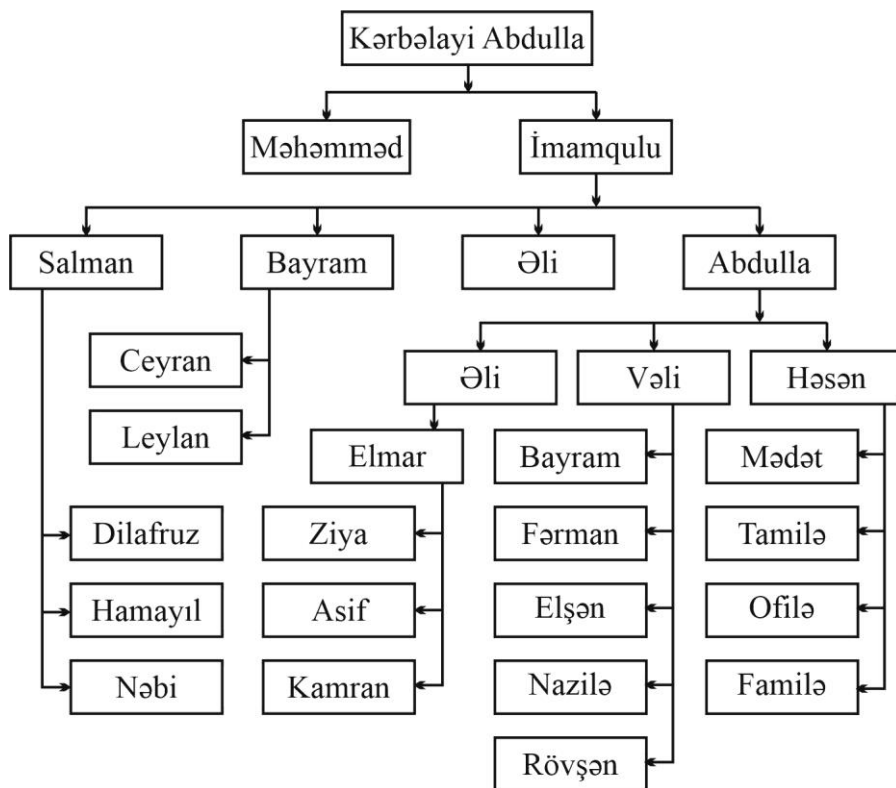 Kərbəlayi Abdulla
Məhəmməd
İmamqulu
Salman
Bayram
Əli
Abdulla
Ceyran
Leylan
Əli
Vəli
Həsən
Elmar
Bayram
Mədət
Dilafruz
Ziya
Fərman
Tamilə
Hamayıl
Asif
Elşən
Ofilə
Nəbi
Kamran
Nazilə
Familə
Rövşən